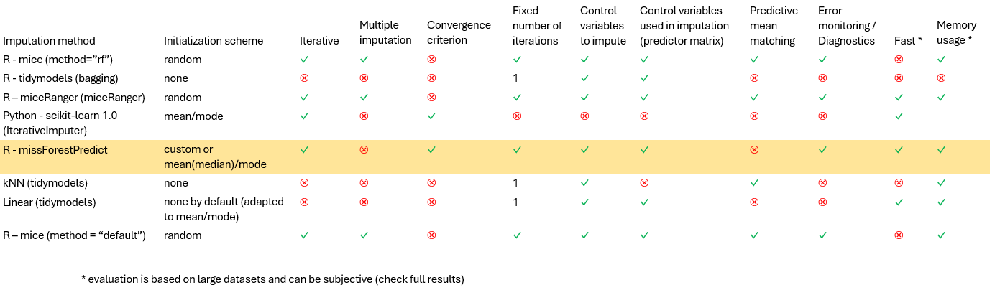 Imputation method Initialization scheme Iterative Multiple imputation Convergence criterion Fixed number of iterations Control variables to impute Control variables used in imputation (predictor matrix) Predictive mean matching Error monitoring / Diagnostics Fast * Memory usage *
R - mice (method=”rf”) random ✓ ✓ ⊗ ✓ ✓ ✓ ✓ ✓ ⊗ ✓
R - tidymodels (bagging) none ⊗ ⊗ ⊗ 1 ✓ ✓ ⊗ ⊗ ⊗ ⊗
R – miceRanger (miceRanger) random ✓ ✓ ⊗ ✓ ✓ ✓ ✓ ✓ ⊗ ✓
Python - scikit-learn 1.0 mean/mode ✓ ⊗ ✓ ⊗ ⊗ ⊗ ⊗ ⊗ ✓
(IterativeImputer)
R - missForestPredict custom or ✓ ⊗ ✓ ✓ ✓ ✓ ⊗ ✓ ✓ ✓
mean(median)/mode
kNN (tidymodels) none ⊗ ⊗ ⊗ 1 ✓ ⊗ ✓ ⊗ ⊗ ✓
Linear (tidymodels) none by default (adapted ⊗ ⊗ ⊗ 1 ✓ ✓ ⊗ ⊗ ✓ ✓
to mean/mode)
R – mice (method = “default”) random ✓ ✓ ⊗ ✓ ✓ ✓ ✓ ✓ ⊗ ✓
* evaluation is based on large datasets and can be subjective (check full results)